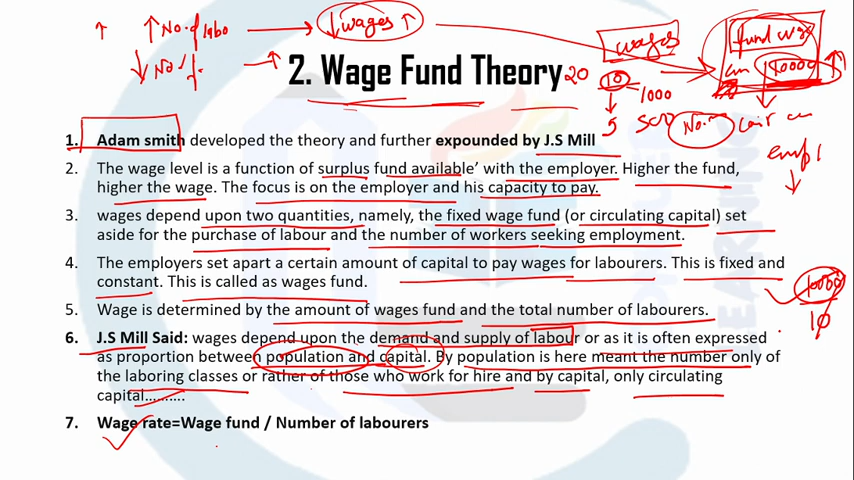 ↑ ↑ No. of labo → ↓ wages ↑
wages
fund
10000 ↑
↓ No. of → ↑
2. Wage Fund Theory
20
10
1000
↓
5 500
No.
↓
empl
↓
1. Adam smith developed the theory and further expounded by J.S Mill
2. The wage level is a function of surplus fund available’ with the employer. Higher the fund,
higher the wage. The focus is on the employer and his capacity to pay.
3. wages depend upon two quantities, namely, the fixed wage fund (or circulating capital) set
aside for the purchase of labour and the number of workers seeking employment.
4. The employers set apart a certain amount of capital to pay wages for labourers. This is fixed and
constant. This is called as wages fund.
10000
10
5. Wage is determined by the amount of wages fund and the total number of labourers.
6. J.S Mill Said: wages depend upon the demand and supply of labour or as it is often expressed
as proportion between population and capital. By population is here meant the number only of
the laboring classes or rather of those who work for hire and by capital, only circulating
capital……….
7. Wage rate=Wage fund / Number of labourers